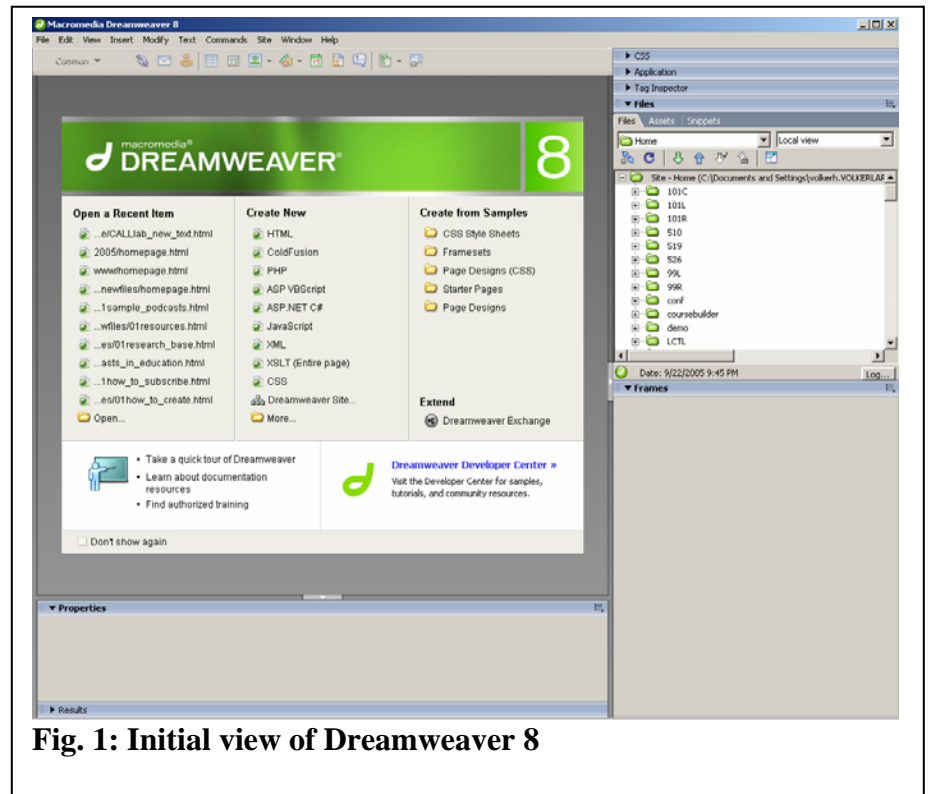 Macromedia Dreamweaver 8
File Edit View Insert Modify Text Commands Site Window Help
Common
macromedia®
DREAMWEAVER®
8
Open a Recent Item
...e/CALLlab_new_text.html
2005/homepage.html
www/homepage.html
...newfiles/homepage.html
...1sample_podcasts.html
...wfiles/01resources.html
...es/01research_base.html
...asts_in_education.html
...1how_to_subscribe.html
...es/01how_to_create.html
Open...
Create New
HTML
ColdFusion
PHP
ASP VBScript
ASP.NET C#
JavaScript
XML
XSLT (Entire page)
CSS
Dreamweaver Site...
More...
Create from Samples
CSS Style Sheets
Framesets
Page Designs (CSS)
Starter Pages
Page Designs
Extend
Dreamweaver Exchange
• Take a quick tour of Dreamweaver
• Learn about documentation
resources
• Find authorized training
Dreamweaver Developer Center »
Visit the Developer Center for samples,
tutorials, and community resources.
Don't show again
Properties
Results
CSS
Application
Tag Inspector
Files
Files Assets Snippets
Home Local view
Site - Home (C:\Documents and Settings\volkerh.VOLKERLAP
101C
101L
101R
510
519
526
99L
99R
conf
coursebuilder
demo
LCTL
Date: 9/22/2005 9:45 PM Log...
Frames
Fig. 1: Initial view of Dreamweaver 8